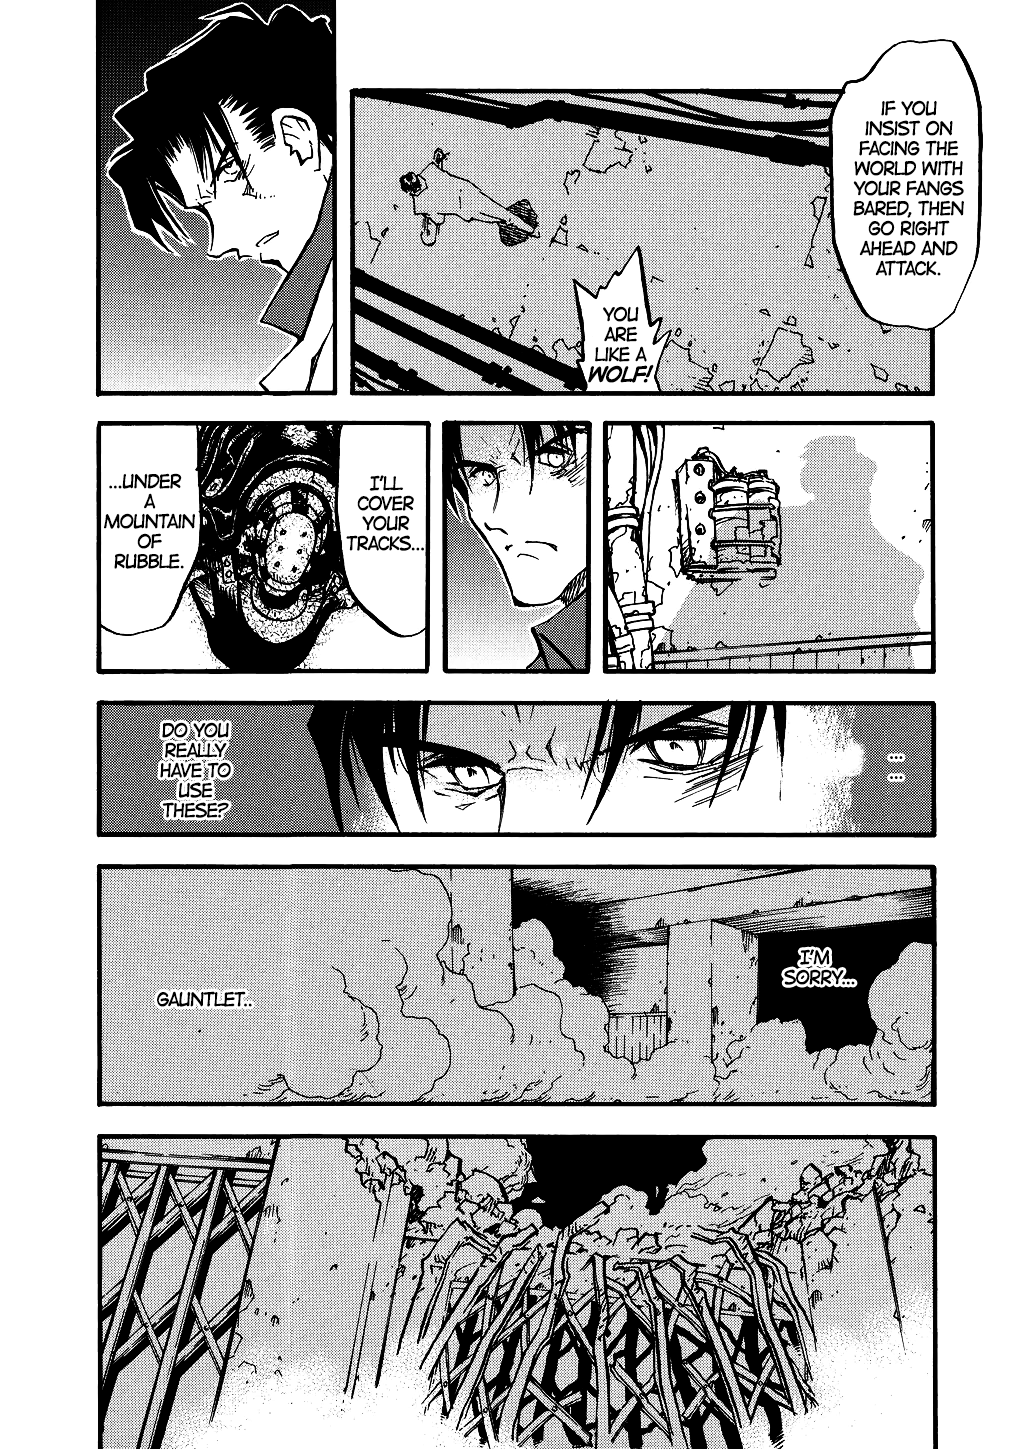 IF YOU
INSIST ON
FACING THE
WORLD WITH
YOUR FANGS
BARED, THEN
GO RIGHT
AHEAD AND
ATTACK.
YOU
ARE
LIKE A
WOLF!
I'LL
COVER
YOUR
TRACKS...
...UNDER
A
MOUNTAIN
OF
RUBBLE.
...
...
DO YOU
REALLY
HAVE TO
USE
THESE?
I'M
SORRY...
GAUNTLET..